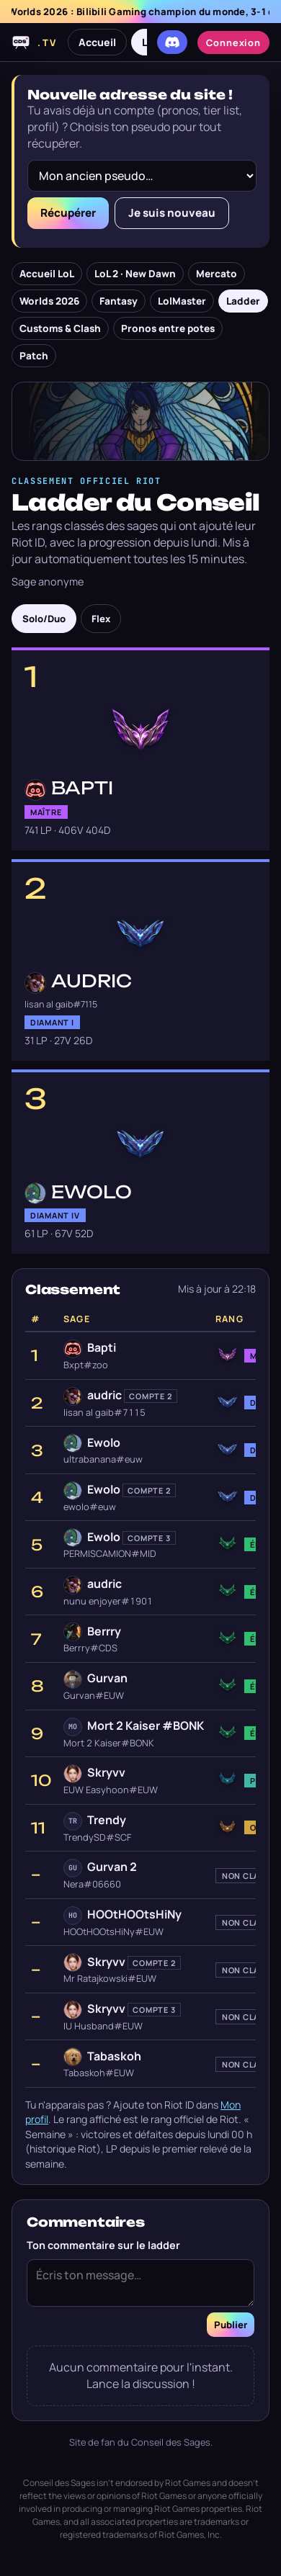 Worlds 2026 : Bilibili Gaming champion du monde, 3-1 c
CDS .TV Accueil L Connexion
Nouvelle adresse du site !
Tu avais déjà un compte (pronos, tier list,
profil) ? Choisis ton pseudo pour tout
récupérer.
Mon ancien pseudo...
Récupérer Je suis nouveau
Accueil LoL LoL 2 · New Dawn Mercato
Worlds 2026 Fantasy LolMaster Ladder
Customs & Clash Pronos entre potes
Patch
CLASSEMENT OFFICIEL RIOT
Ladder du Conseil
Les rangs classés des sages qui ont ajouté leur
Riot ID, avec la progression depuis lundi. Mis à
jour automatiquement toutes les 15 minutes.
Sage anonyme
Solo/Duo Flex
1
BAPTI
MAÎTRE
741 LP · 406V 404D
2
AUDRIC
lisan al gaib#7115
DIAMANT I
31 LP · 27V 26D
3
EWOLO
DIAMANT IV
61 LP · 67V 52D
Classement Mis à jour à 22:18
# SAGE RANG
1 Bapti M
Bxpt#zoo
2 audric COMPTE 2 D
lisan al gaib#7115
3 Ewolo D
ultrabanana#euw
4 Ewolo COMPTE 2 D
ewolo#euw
5 Ewolo COMPTE 3 É
PERMISCAMION#MID
6 audric É
nunu enjoyer#1901
7 Berrry É
Berrry#CDS
8 Gurvan É
Gurvan#EUW
9 MO Mort 2 Kaiser #BONK É
Mort 2 Kaiser#BONK
10 Skryvv P
EUW Easyhoon#EUW
11 TR Trendy O
TrendySD#SCF
– GU Gurvan 2 NON CLA
Nera#06660
– HO HOOtHOOtsHiNy NON CLA
HOOtHOOtsHiNy#EUW
– Skryvv COMPTE 2 NON CLA
Mr Ratajkowski#EUW
– Skryvv COMPTE 3 NON CLA
IU Husband#EUW
– Tabaskoh NON CLA
Tabaskoh#EUW
Tu n'apparais pas ? Ajoute ton Riot ID dans Mon
profil. Le rang affiché est le rang officiel de Riot. «
Semaine » : victoires et défaites depuis lundi 00 h
(historique Riot), LP depuis le premier relevé de la
semaine.
Commentaires
Ton commentaire sur le ladder
Écris ton message...
Publier
Aucun commentaire pour l'instant.
Lance la discussion !
Site de fan du Conseil des Sages.
Conseil des Sages isn't endorsed by Riot Games and doesn't
reflect the views or opinions of Riot Games or anyone officially
involved in producing or managing Riot Games properties. Riot
Games, and all associated properties are trademarks or
registered trademarks of Riot Games, Inc.